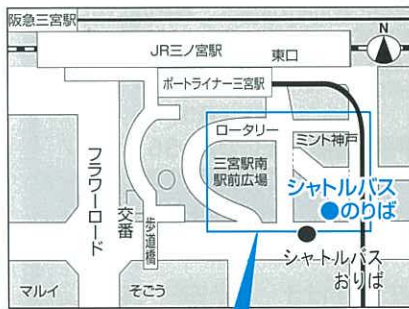 阪急三宮駅
JR三ノ宮駅
東口
N
ポートライナー三宮駅
ロータリー
ミント神戸
三宮駅南
駅前広場
シャトルバス
のりば
フラワーロード
交番
歩道橋
シャトルバス
おりば
マルイ
そごう